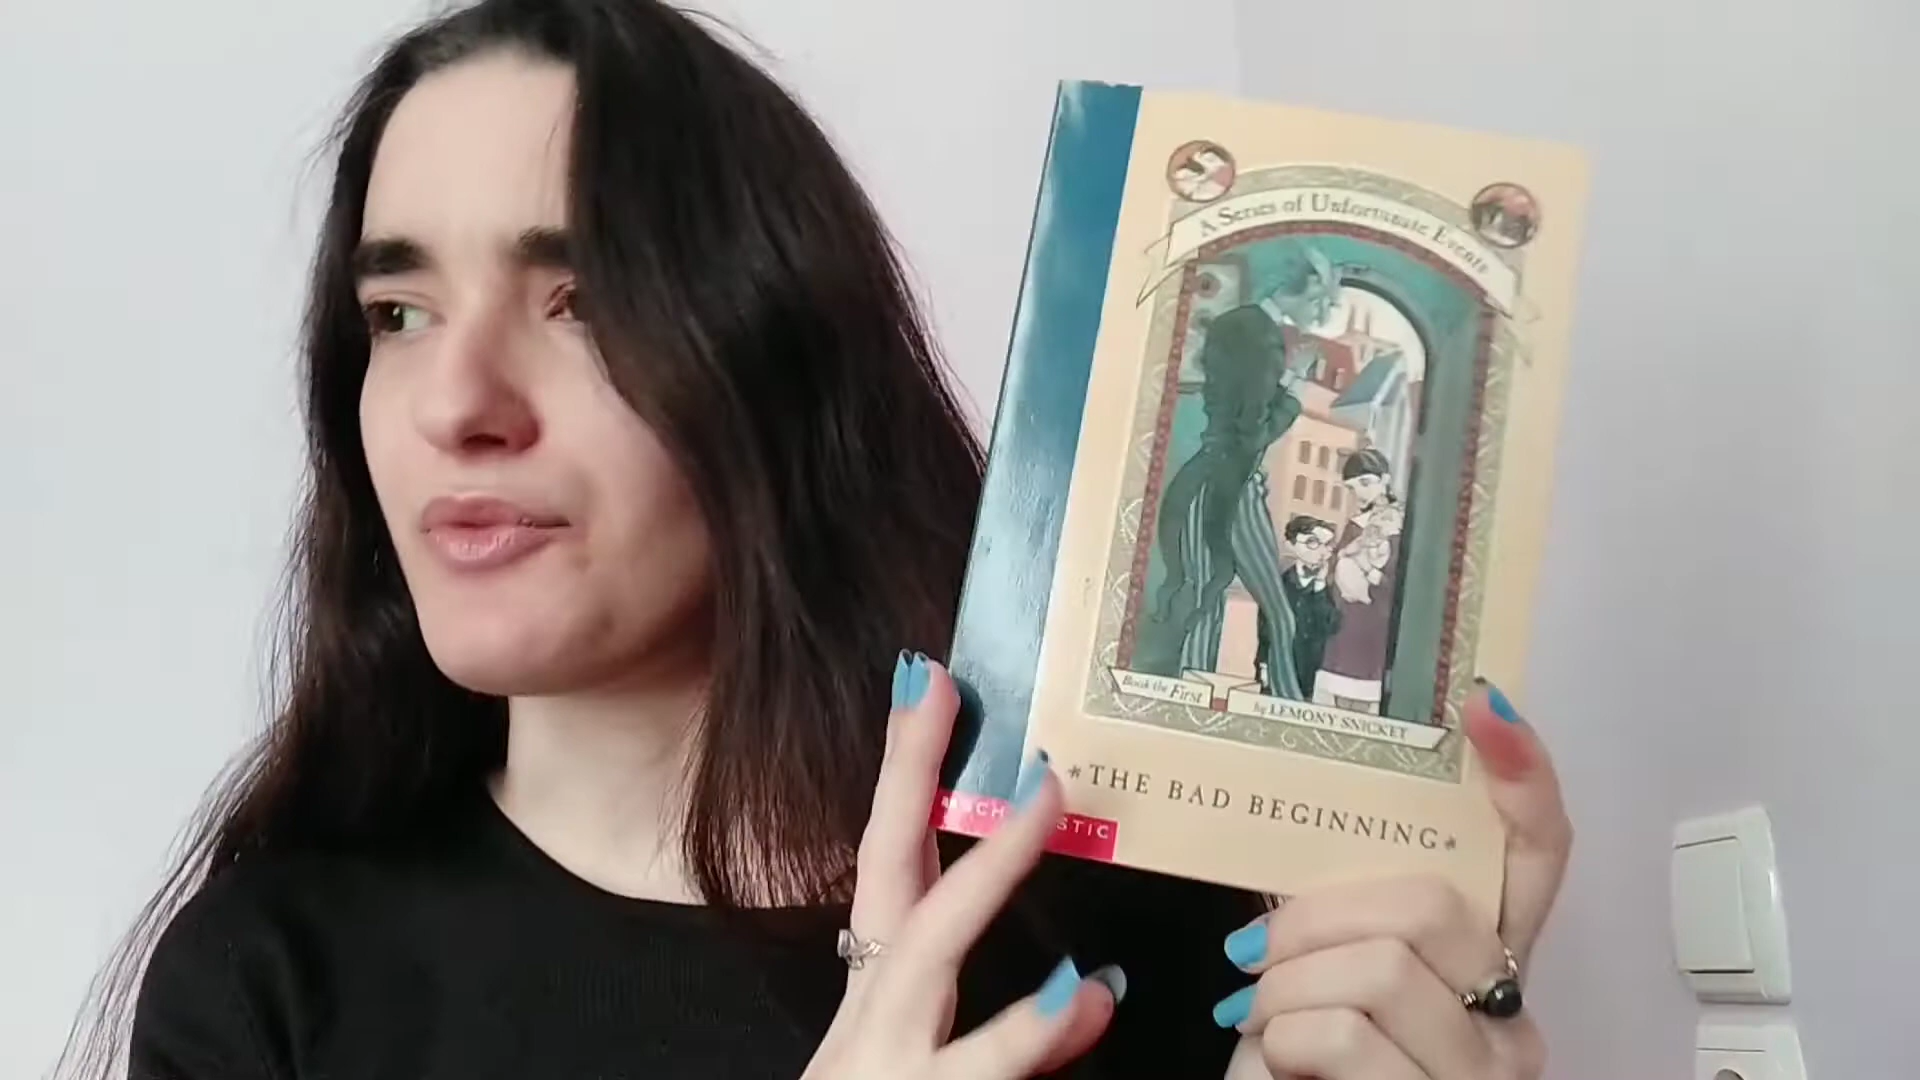 A Series of Unfortunate Events
Book the First
by LEMONY SNICKET
*THE BAD BEGINNING*